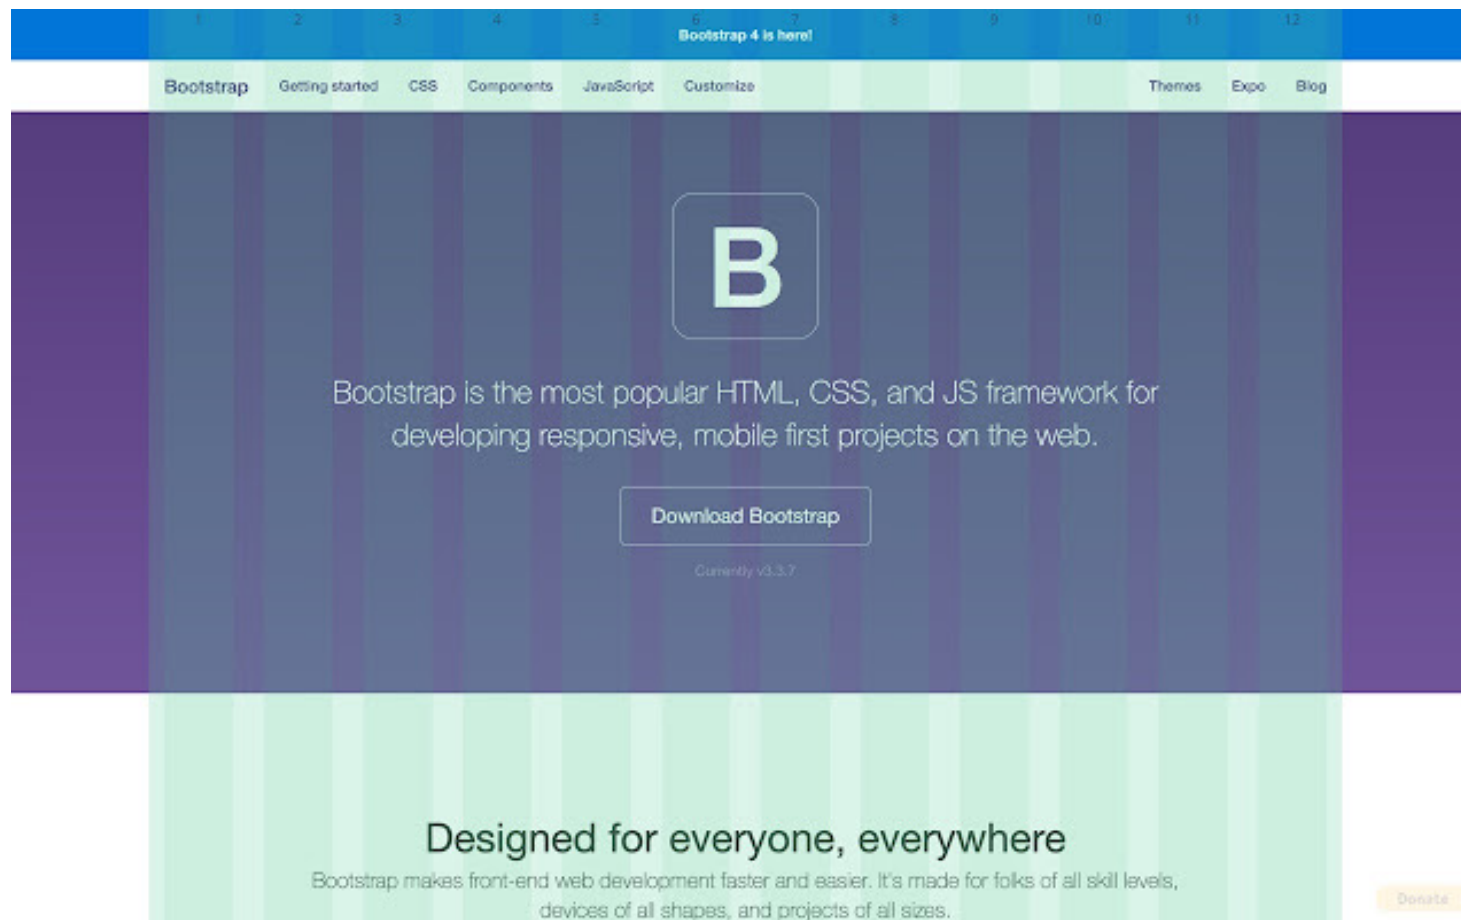 1 2 3 4 5 6 7 8 9 10 11 12
Bootstrap 4 is here!
Bootstrap Getting started CSS Components JavaScript Customize Themes Expo Blog
B
Bootstrap is the most popular HTML, CSS, and JS framework for
developing responsive, mobile first projects on the web.
Download Bootstrap
Currently v3.3.7
Designed for everyone, everywhere
Bootstrap makes front-end web development faster and easier. It's made for folks of all skill levels,
devices of all shapes, and projects of all sizes.
Donate